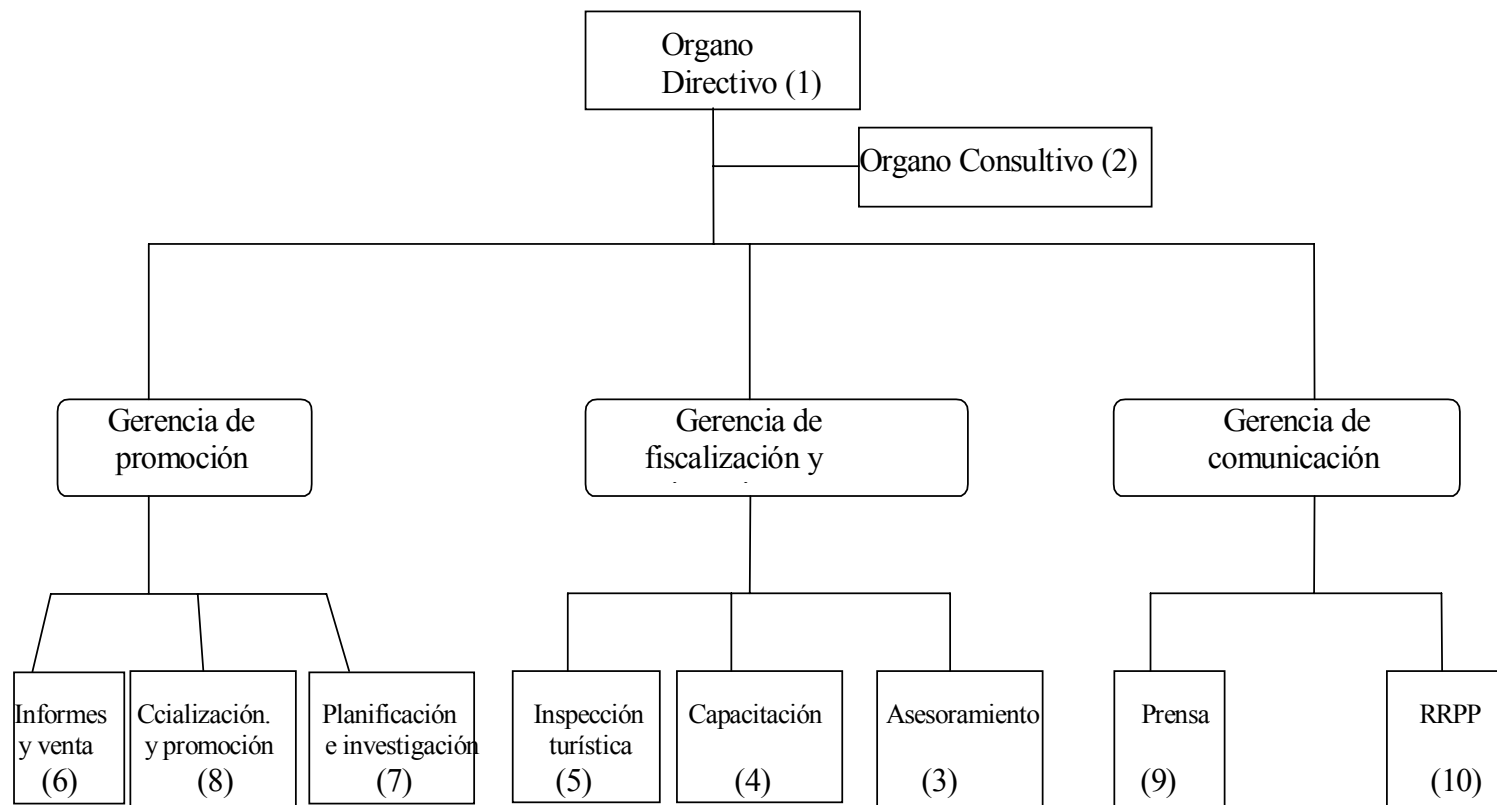 Organo
Directivo (1)
Organo Consultivo (2)
Gerencia de
promoción
Gerencia de
fiscalización y
Gerencia de
comunicación
Informes
y venta
(6)
Ccialización.
y promoción
(8)
Planificación
e investigación
(7)
Inspección
turística
(5)
Capacitación
(4)
Asesoramiento
(3)
Prensa
(9)
RRPP
(10)